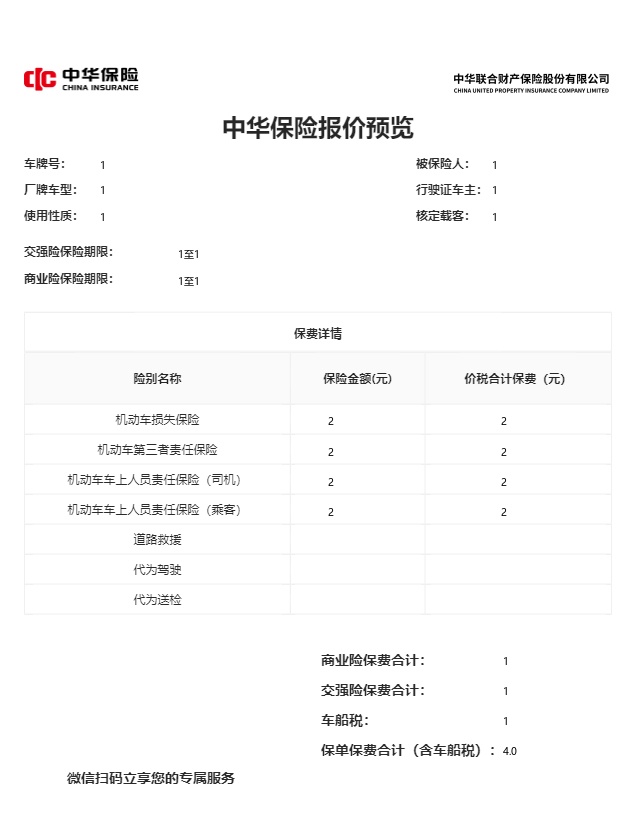 中华保险
CHINA INSURANCE
中华联合财产保险股份有限公司
CHINA UNITED PROPERTY INSURANCE COMPANY LIMITED
中华保险报价预览
车牌号： 1 被保险人： 1
厂牌车型： 1 行驶证车主： 1
使用性质： 1 核定载客： 1
交强险保险期限： 1至1
商业险保险期限： 1至1
保费详情
险别名称 保险金额(元) 价税合计保费（元）
机动车损失保险 2 2
机动车第三者责任保险 2 2
机动车车上人员责任保险（司机） 2 2
机动车车上人员责任保险（乘客） 2 2
道路救援
代为驾驶
代为送检
商业险保费合计： 1
交强险保费合计： 1
车船税： 1
保单保费合计（含车船税）： 4.0
微信扫码立享您的专属服务